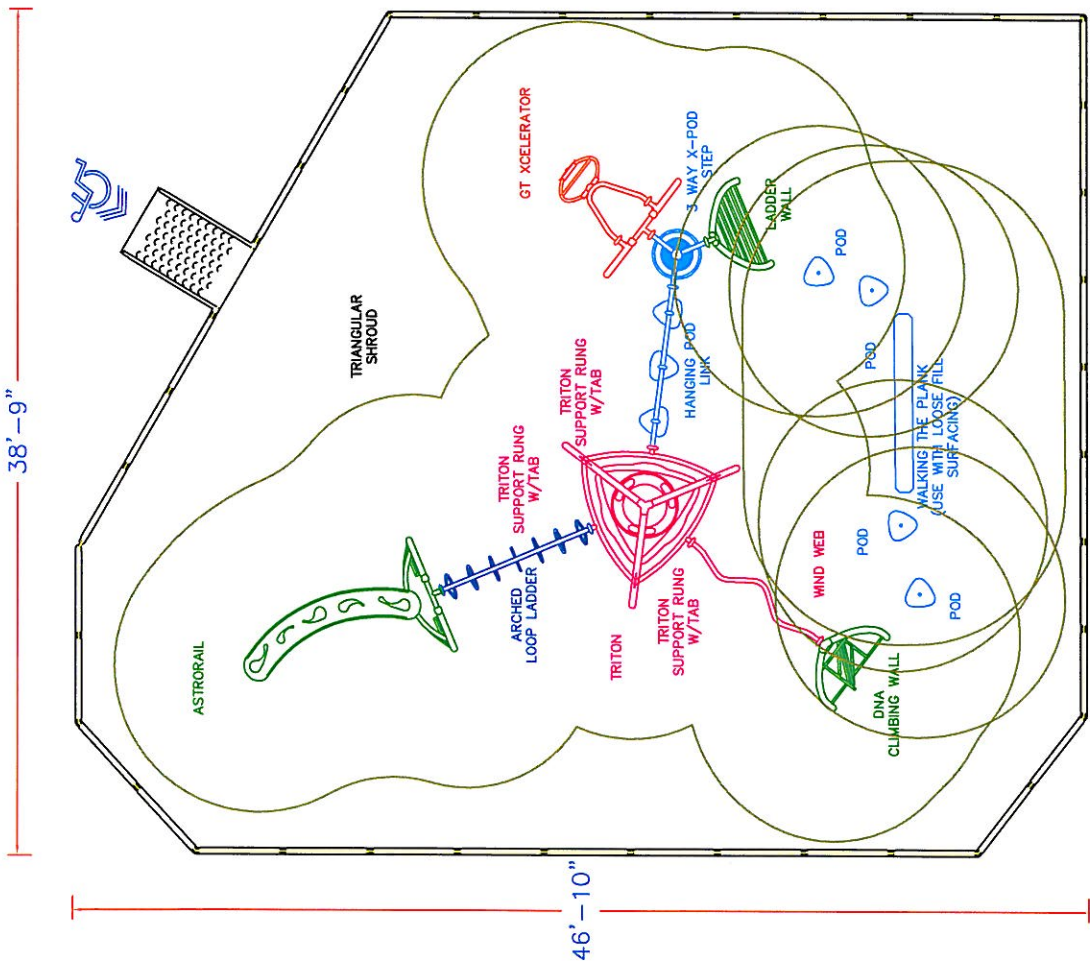 38'-9"
GT XCELERATOR
3 WAY X-POD
STEP
LADDER
WALL
TRIANGULAR
SHROUD
POD
POD
HANGING POD
LINK
TRITON
SUPPORT RUNG
W/TAB
TRITON
SUPPORT RUNG
W/TAB
WALKING THE PLANK
(USE WITH LOOSE FILL
SURFACING)
ARCHED
LOOP LADDER
ASTRORAIL
TRITON
TRITON
SUPPORT RUNG
W/TAB
WIND WEB
POD
POD
DNA
CLIMBING WALL
46'-10"